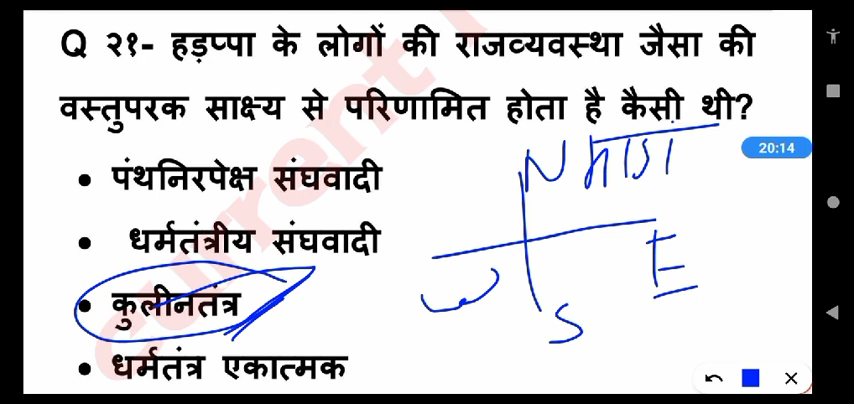 Q २१- हड़प्पा के लोगों की राजव्यवस्था जैसा की
वस्तुपरक साक्ष्य से परिणामित होता है कैसी थी?
N
20:14
• पंथनिरपेक्ष संघवादी
• धर्मतंत्रीय संघवादी
E
• कुलीनतंत्र
W
S
• धर्मतंत्र एकात्मक